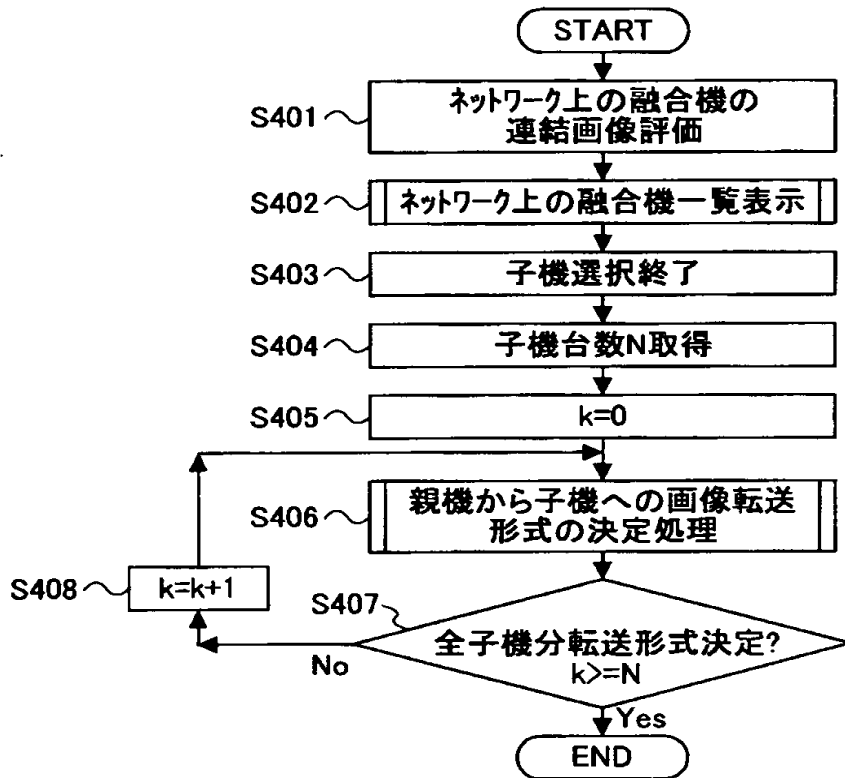 START
S401
ネットワーク上の融合機の
連結画像評価
S402
ネットワーク上の融合機一覧表示
S403
子機選択終了
S404
子機台数N取得
S405
k=0
S406
親機から子機への画像転送
形式の決定処理
S408
k=k+1
S407
全子機分転送形式決定?
k>=N
No
Yes
END